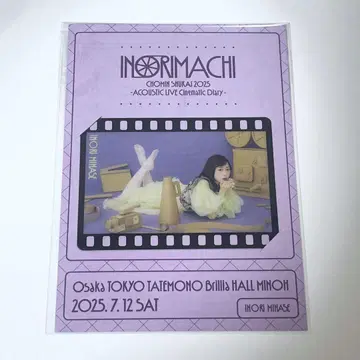 INORIMACHI
CHOMIN SHUKAI 2025
-ACOUSTIC LIVE Cinematic Diary-
INORI MINASE
Osaka TOKYO TATEMONO Brillia HALL MINOH
2025. 7. 12 SAT
INORI MINASE